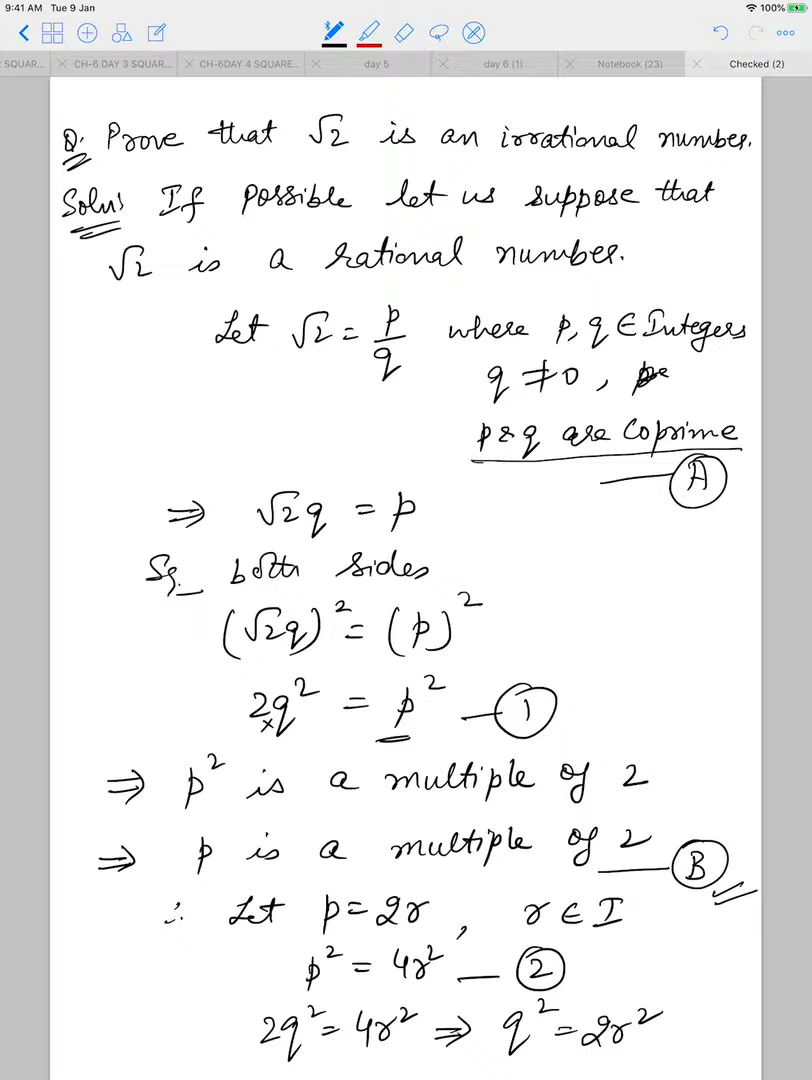 9:41 AM Tue 9 Jan 100%
SQUAR... CH-6 DAY 3 SQUAR... CH-6DAY 4 SQUARE... day 5 day 6 (1) Notebook (23) Checked (2)
Q. Prove that √2 is an irrational number.
Soln: If possible let us suppose that
√2 is a rational number.
Let √2 = p/q where p, q ∈ Integers
q ≠ 0,
p & q are Coprime
A
⇒ √2q = p
Sq. both sides
(√2q)² = (p)²
2q² = p² — 1
⇒ p² is a multiple of 2
⇒ p is a multiple of 2 — B
∴ Let p = 2r, r ∈ I
p² = 4r² — 2
2q² = 4r² ⇒ q² = 2r²